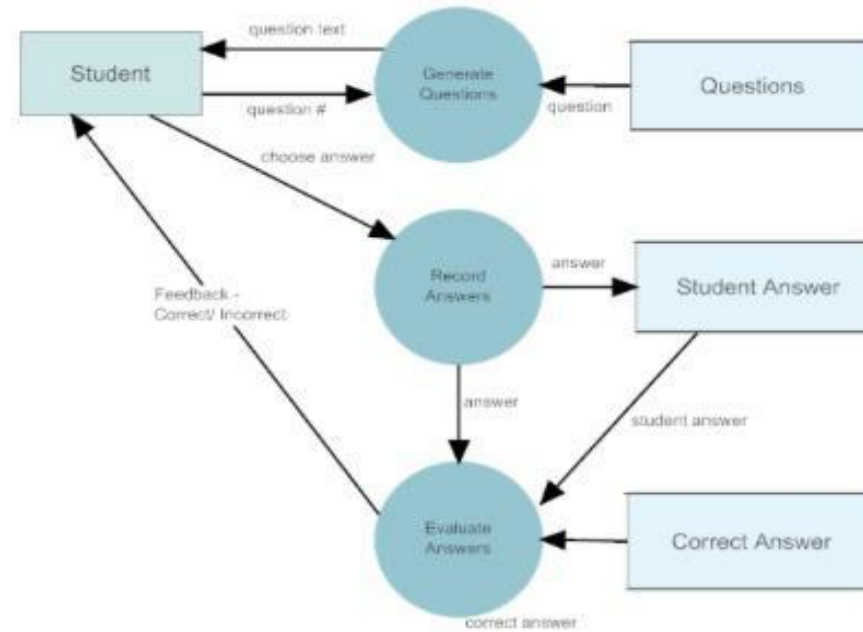 question text
Student
Generate
Questions
Questions
question #
question
choose answer
Record
Answers
answer
Student Answer
Feedback -
Correct/ Incorrect
answer
student answer
Evaluate
Answers
Correct Answer
correct answer